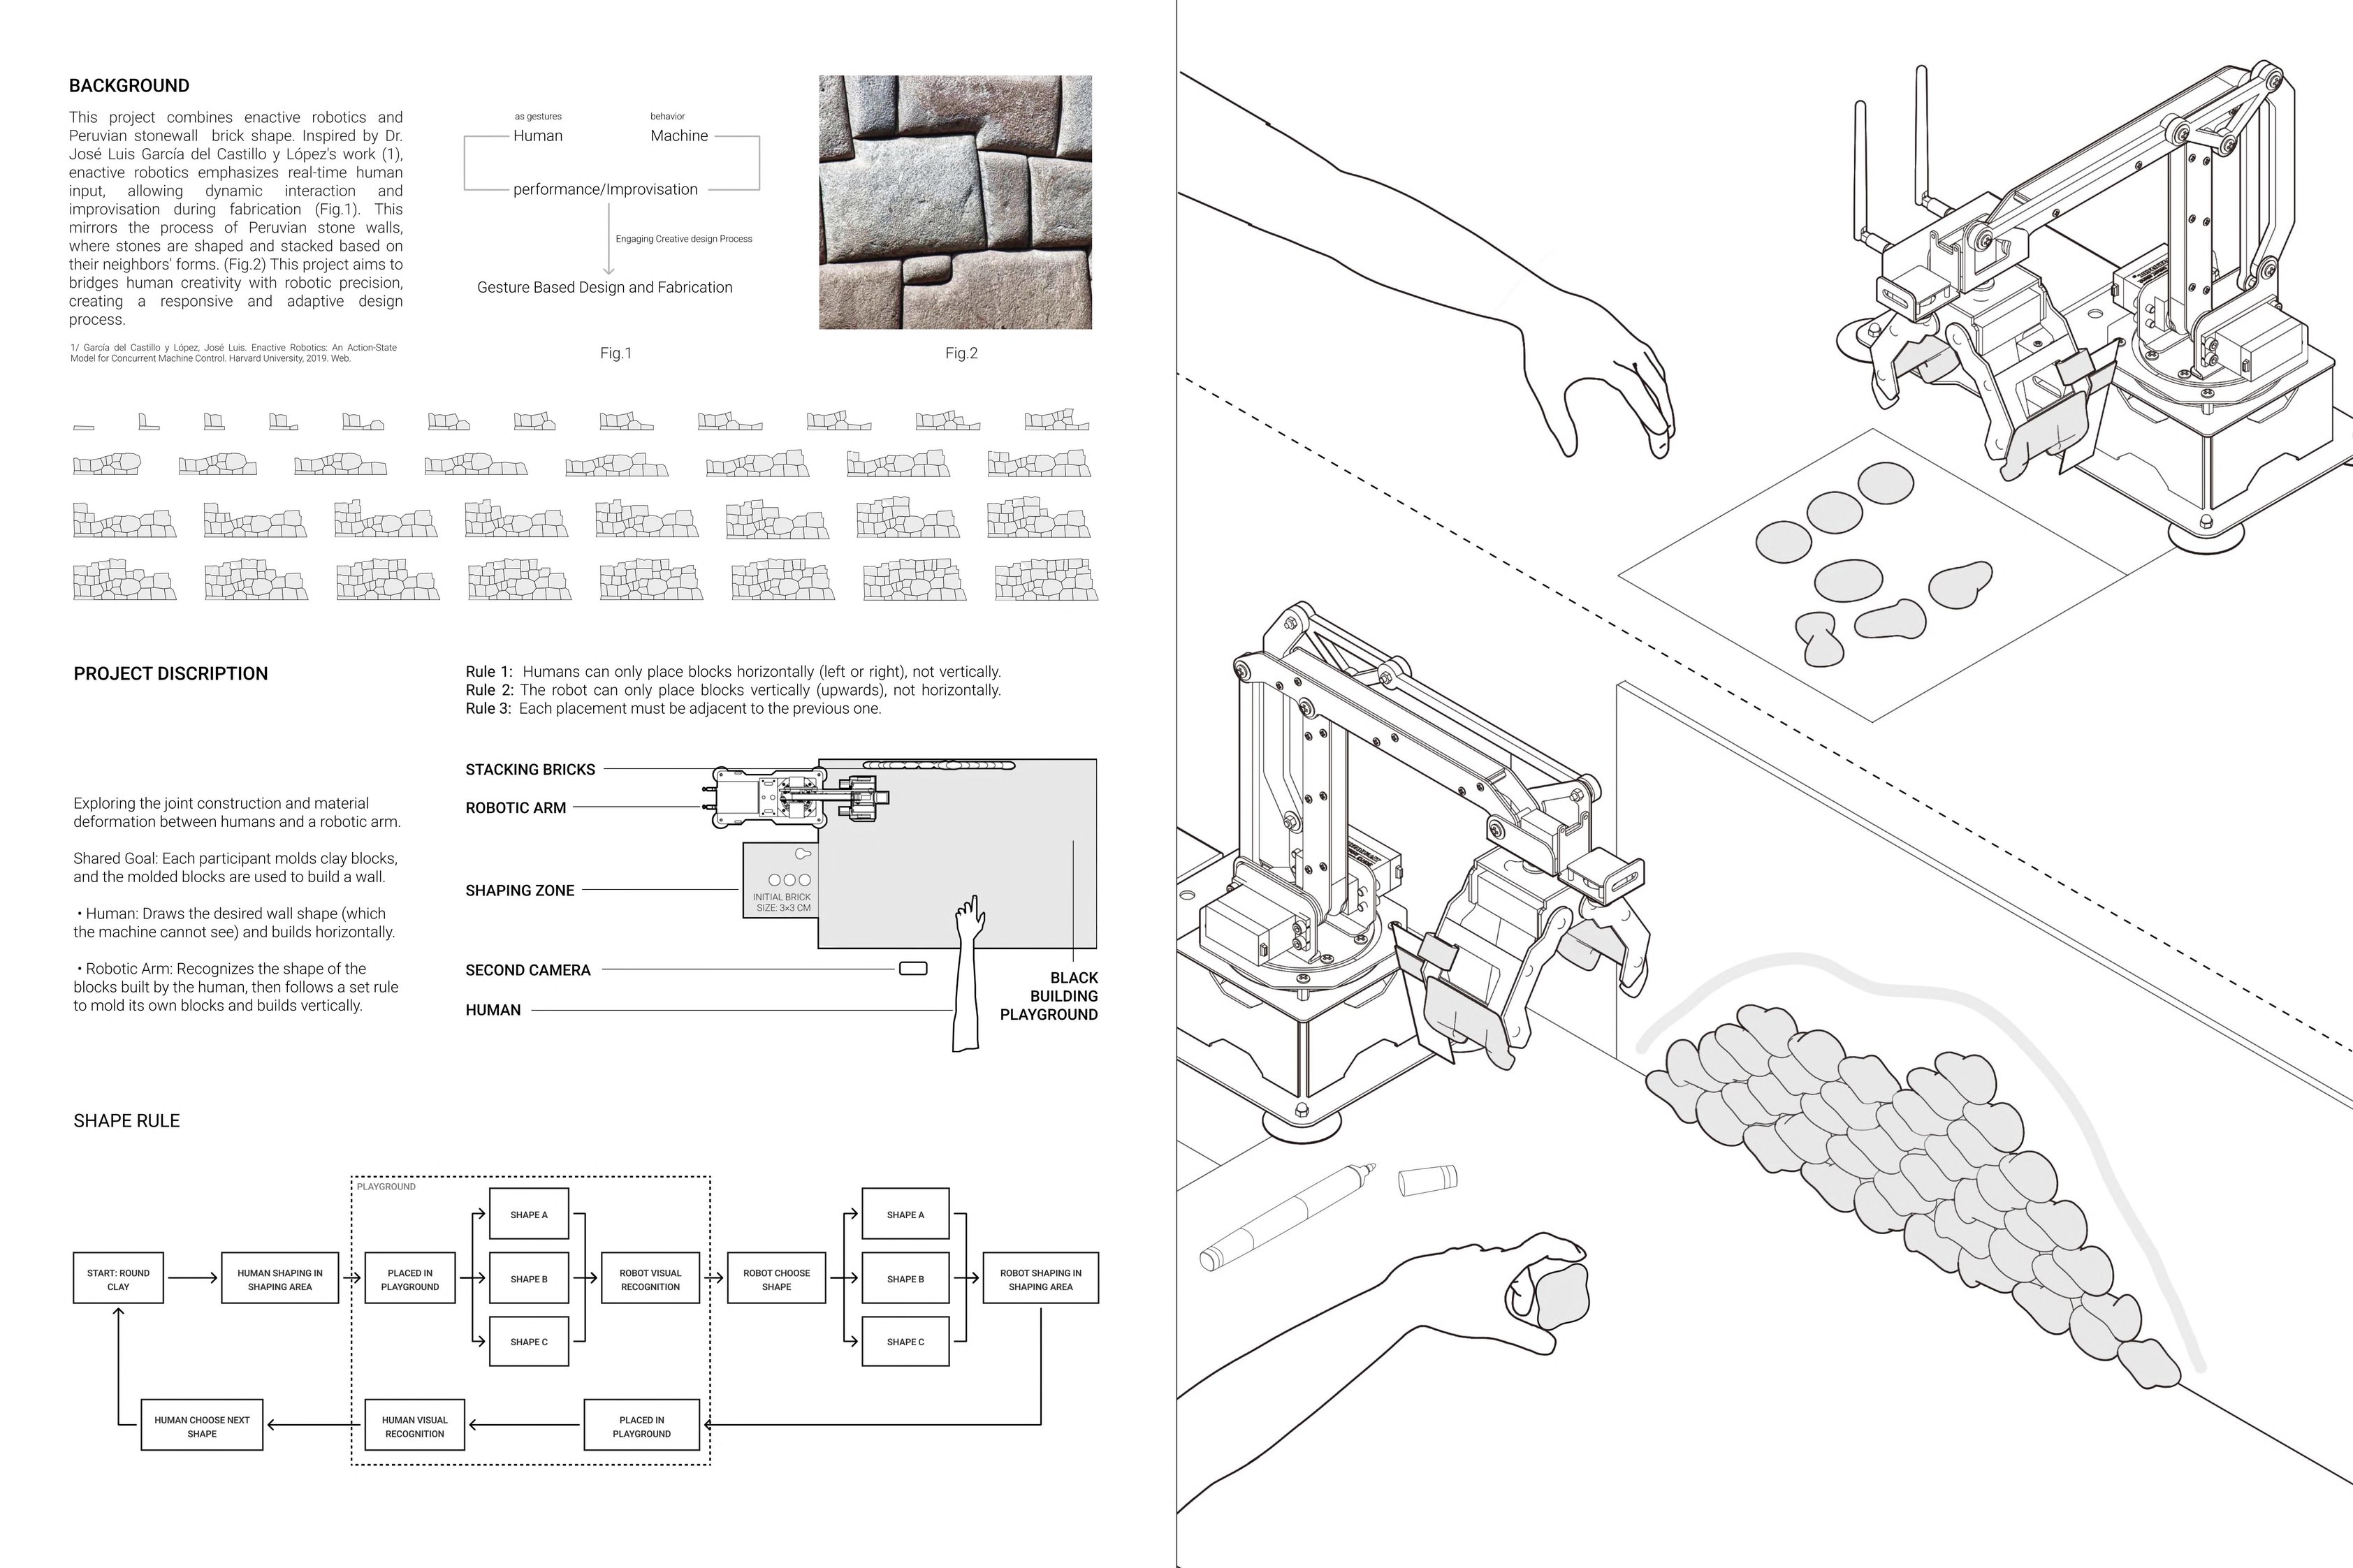 BACKGROUND
This project combines enactive robotics and
Peruvian stonewall brick shape. Inspired by Dr.
José Luis García del Castillo y López's work (1),
enactive robotics emphasizes real-time human
input, allowing dynamic interaction and
improvisation during fabrication (Fig.1). This
mirrors the process of Peruvian stone walls,
where stones are shaped and stacked based on
their neighbors' forms. (Fig.2) This project aims to
bridges human creativity with robotic precision,
creating a responsive and adaptive design
process.
1/ García del Castillo y López, José Luis. Enactive Robotics: An Action-State
Model for Concurrent Machine Control. Harvard University, 2019. Web.
as gestures
Human
behavior
Machine
performance/Improvisation
Engaging Creative design Process
Gesture Based Design and Fabrication
Fig.1
Fig.2
PROJECT DISCRIPTION
Exploring the joint construction and material
deformation between humans and a robotic arm.
Shared Goal: Each participant molds clay blocks,
and the molded blocks are used to build a wall.
• Human: Draws the desired wall shape (which
the machine cannot see) and builds horizontally.
• Robotic Arm: Recognizes the shape of the
blocks built by the human, then follows a set rule
to mold its own blocks and builds vertically.
Rule 1: Humans can only place blocks horizontally (left or right), not vertically.
Rule 2: The robot can only place blocks vertically (upwards), not horizontally.
Rule 3: Each placement must be adjacent to the previous one.
STACKING BRICKS
ROBOTIC ARM
SHAPING ZONE
INITIAL BRICK
SIZE: 3×3 CM
SECOND CAMERA
HUMAN
BLACK
BUILDING
PLAYGROUND
SHAPE RULE
PLAYGROUND
START: ROUND
CLAY
HUMAN SHAPING IN
SHAPING AREA
PLACED IN
PLAYGROUND
SHAPE A
SHAPE B
SHAPE C
ROBOT VISUAL
RECOGNITION
ROBOT CHOOSE
SHAPE
SHAPE A
SHAPE B
SHAPE C
ROBOT SHAPING IN
SHAPING AREA
HUMAN CHOOSE NEXT
SHAPE
HUMAN VISUAL
RECOGNITION
PLACED IN
PLAYGROUND